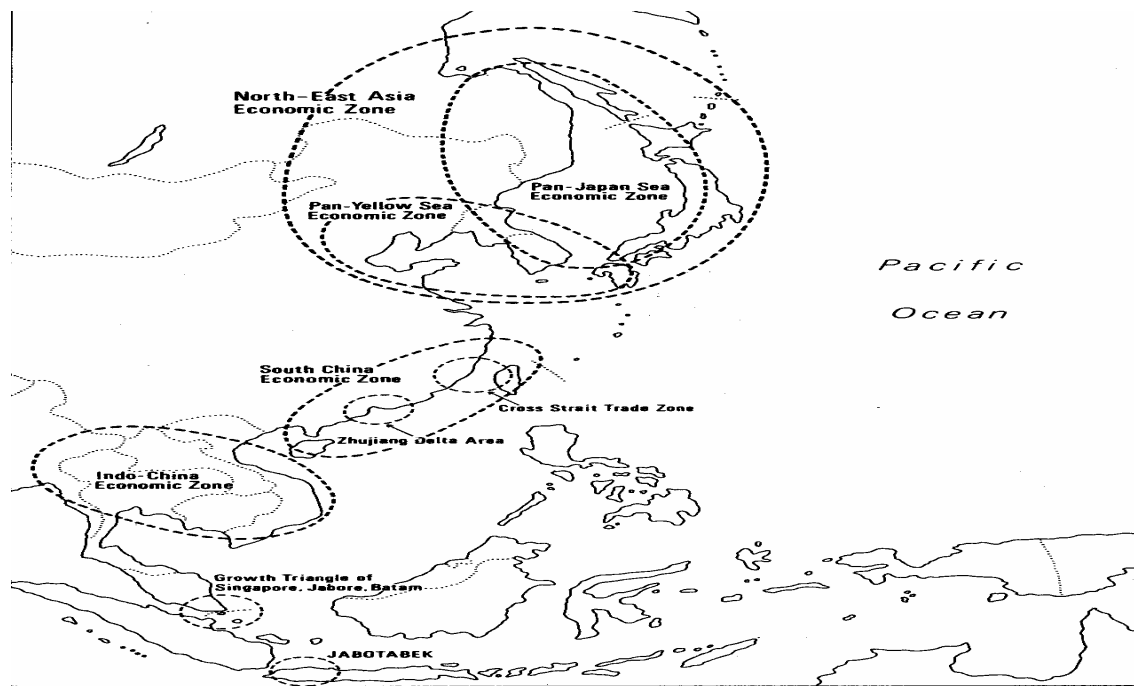 North-East Asia
Economic Zone
Pan-Japan Sea
Economic Zone
Pan-Yellow Sea
Economic Zone
Pacific
Ocean
South China
Economic Zone
Cross Strait Trade Zone
Zhujiang Delta Area
Indo-China
Economic Zone
Growth Triangle of
Singapore, Jahore, Batam
JABOTABEK